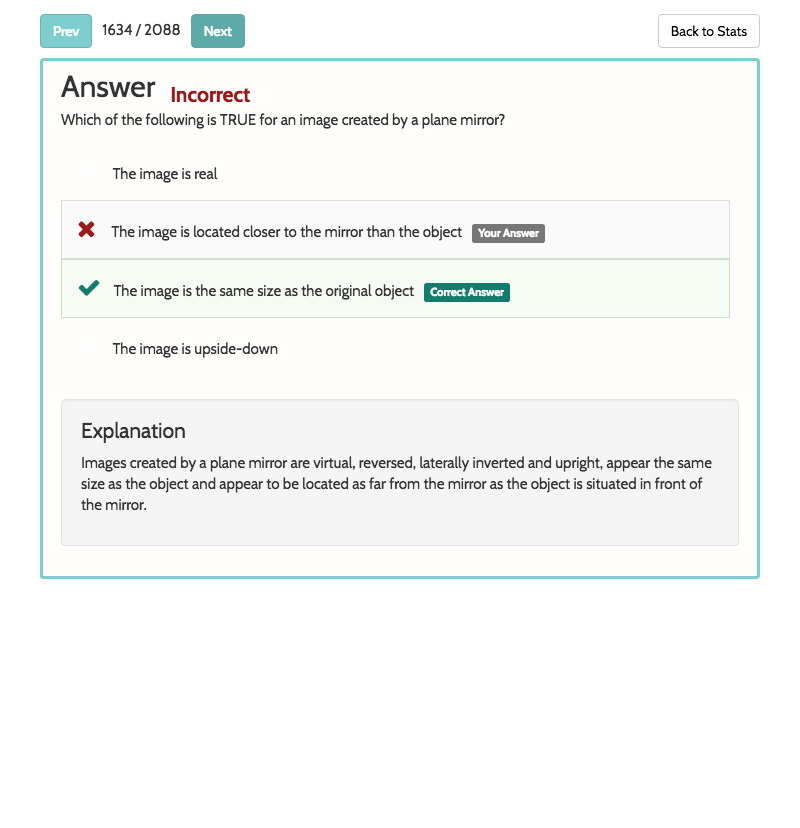 Prev 1634 / 2088 Next Back to Stats
Answer Incorrect
Which of the following is TRUE for an image created by a plane mirror?
The image is real
The image is located closer to the mirror than the object Your Answer
The image is the same size as the original object Correct Answer
The image is upside-down
Explanation
Images created by a plane mirror are virtual, reversed, laterally inverted and upright, appear the same
size as the object and appear to be located as far from the mirror as the object is situated in front of
the mirror.